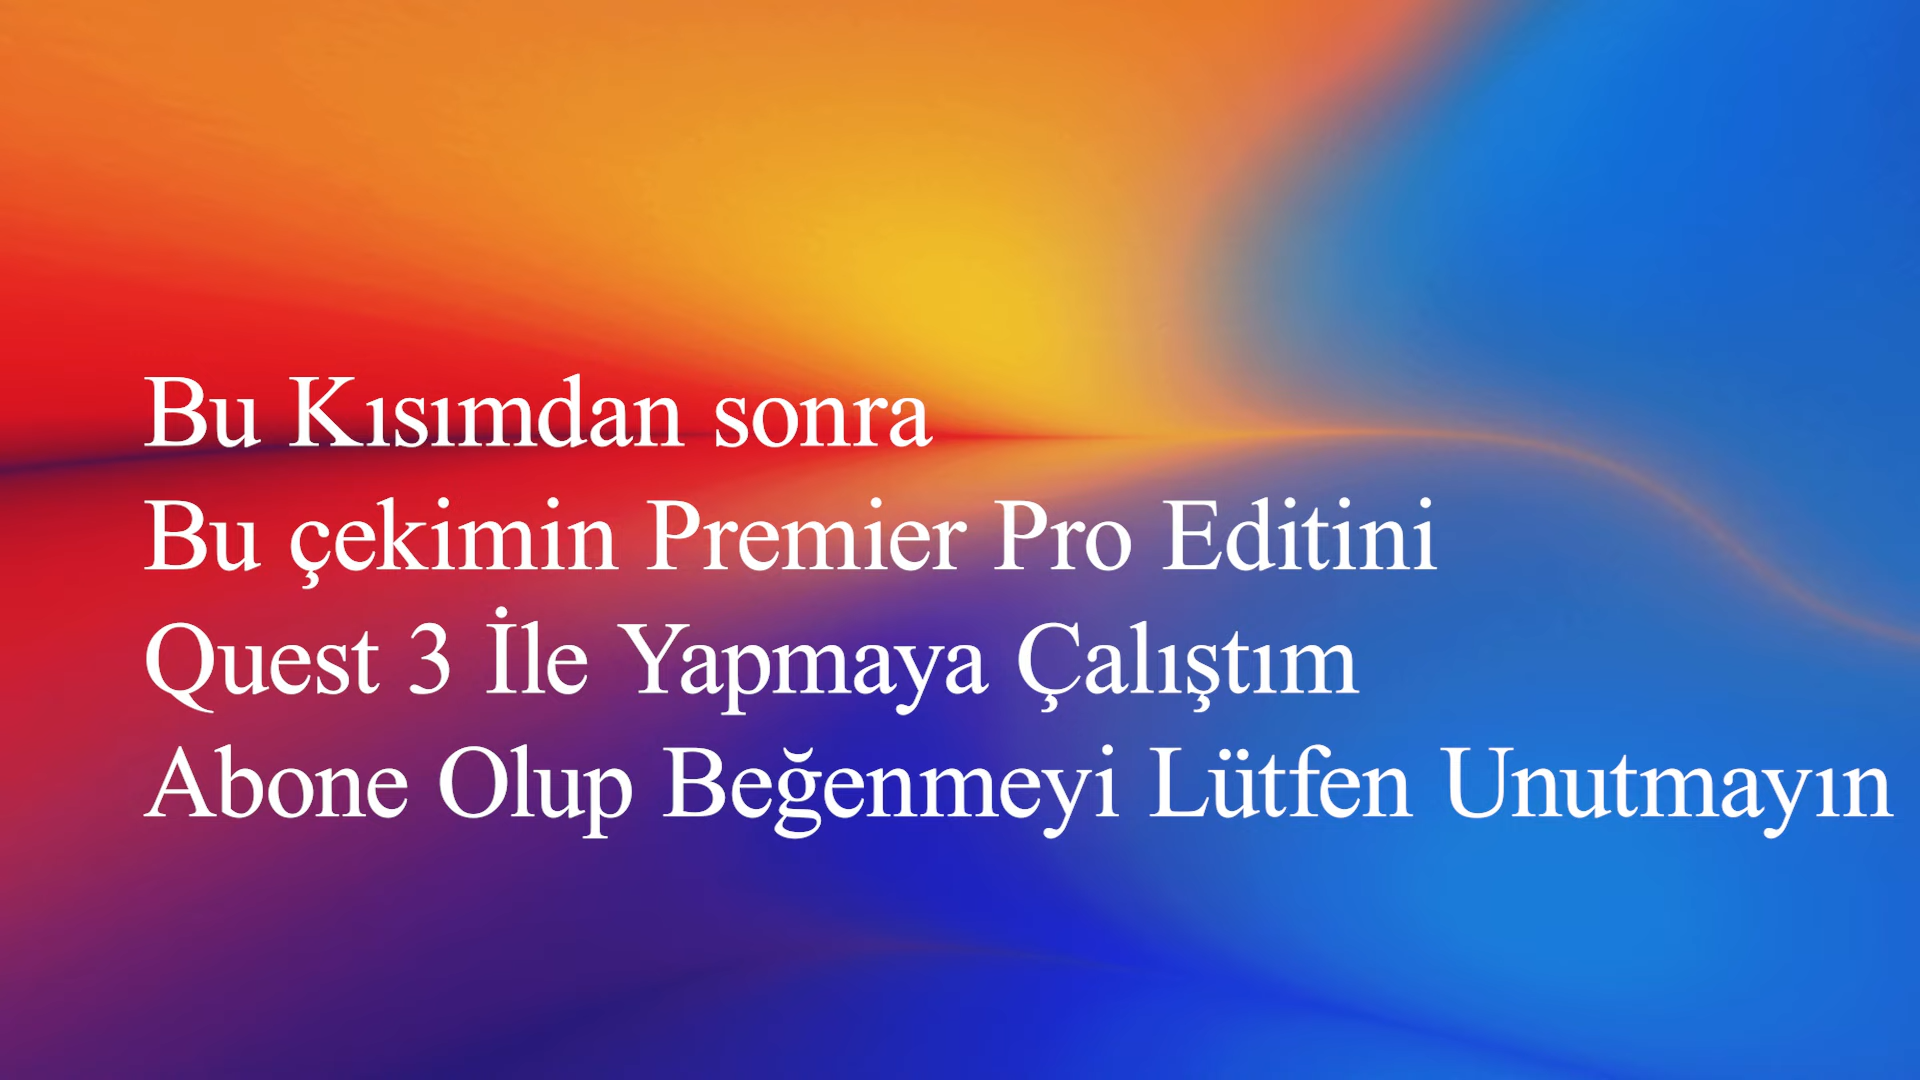 Bu Kısımdan sonra
Bu çekimin Premier Pro Editini
Quest 3 İle Yapmaya Çalıştım
Abone Olup Beğenmeyi Lütfen Unutmayın